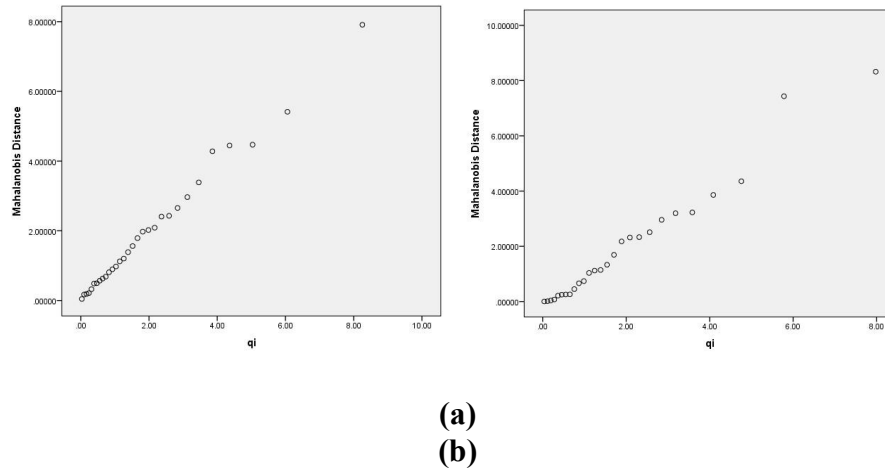 8.00000
6.00000
4.00000
2.00000
.00000
Mahalanobis Distance
.00 2.00 4.00 6.00 8.00 10.00
qi
10.00000
8.00000
6.00000
4.00000
2.00000
.00000
Mahalanobis Distance
.00 2.00 4.00 6.00 8.00
qi
(a)
(b)